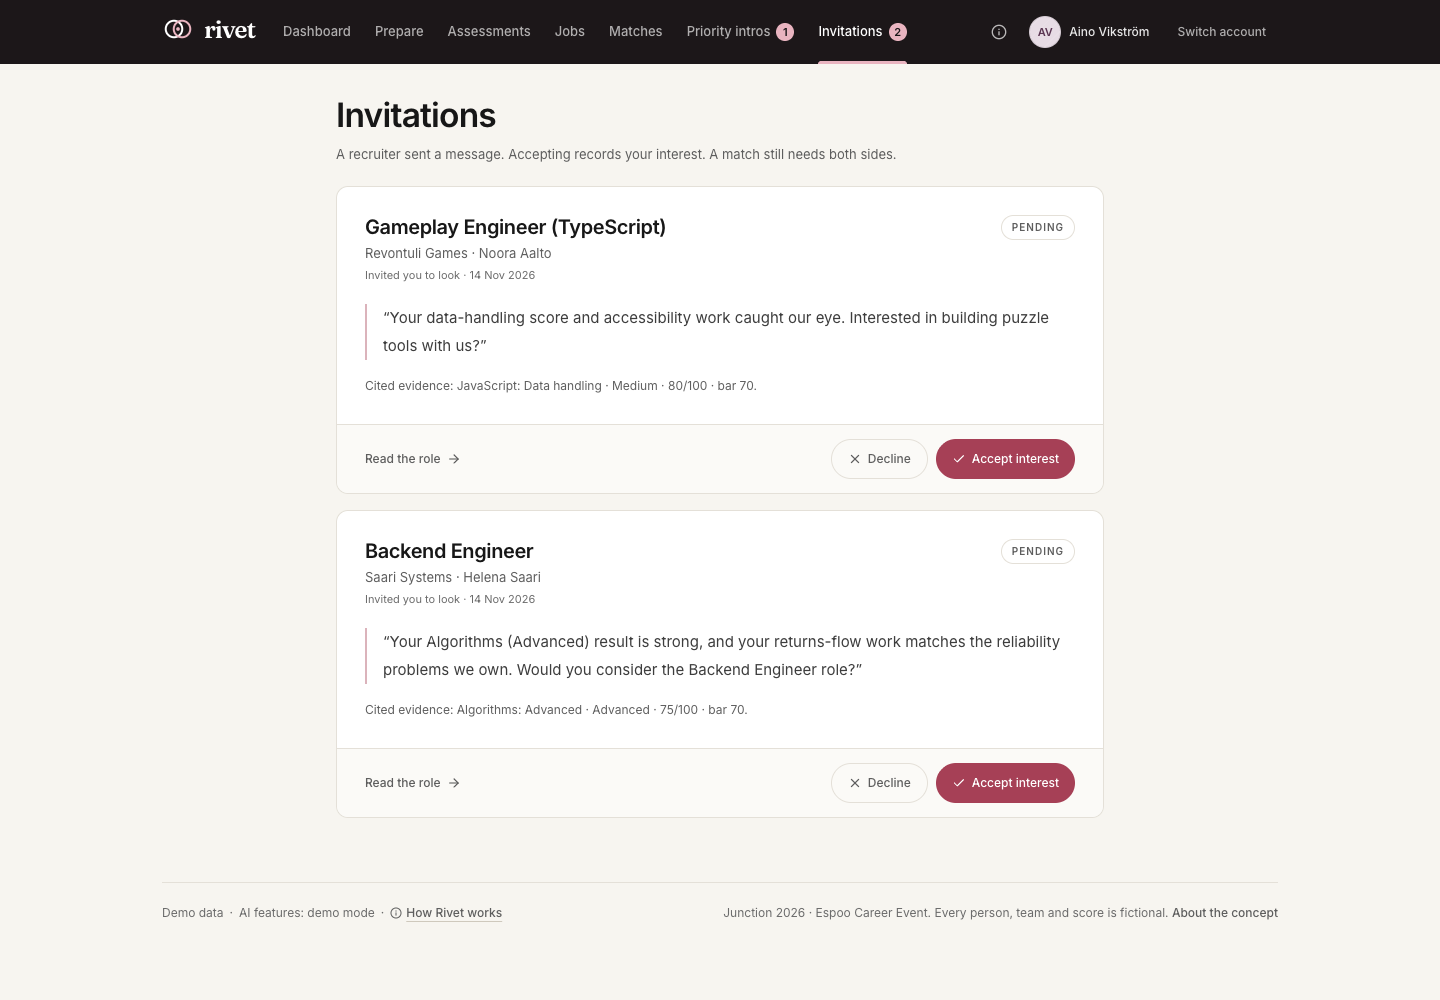 rivet Dashboard Prepare Assessments Jobs Matches Priority intros 1 Invitations 2 AV Aino Vikström Switch account
Invitations
A recruiter sent a message. Accepting records your interest. A match still needs both sides.
Gameplay Engineer (TypeScript) PENDING
Revontuli Games · Noora Aalto
Invited you to look · 14 Nov 2026
“Your data-handling score and accessibility work caught our eye. Interested in building puzzle
tools with us?”
Cited evidence: JavaScript: Data handling · Medium · 80/100 · bar 70.
Read the role → Decline Accept interest
Backend Engineer PENDING
Saari Systems · Helena Saari
Invited you to look · 14 Nov 2026
“Your Algorithms (Advanced) result is strong, and your returns-flow work matches the reliability
problems we own. Would you consider the Backend Engineer role?”
Cited evidence: Algorithms: Advanced · Advanced · 75/100 · bar 70.
Read the role → Decline Accept interest
Demo data · AI features: demo mode · How Rivet works Junction 2026 · Espoo Career Event. Every person, team and score is fictional. About the concept